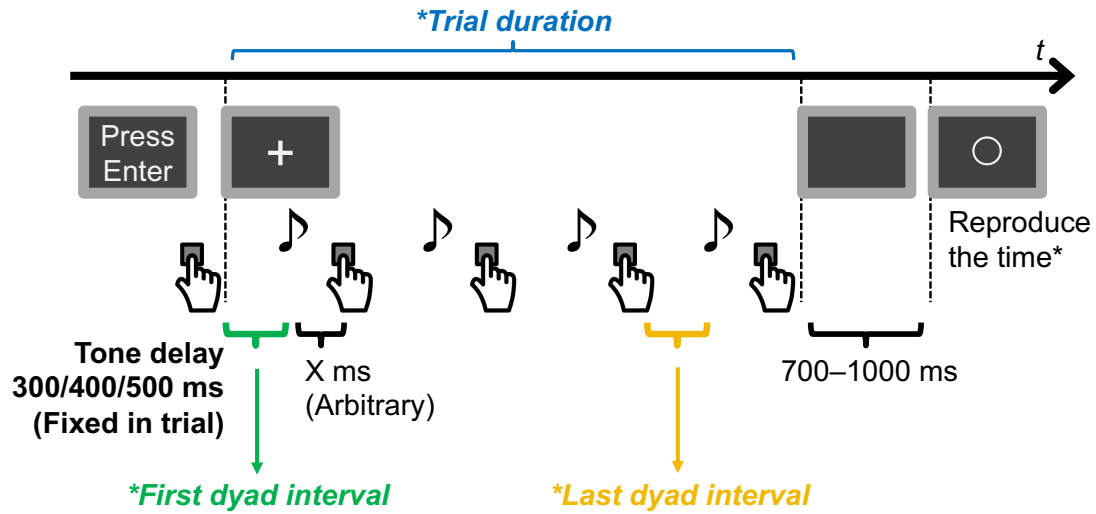 *Trial duration
t
Press
Enter
+
Reproduce
the time*
Tone delay
300/400/500 ms
(Fixed in trial)
X ms
(Arbitrary)
700–1000 ms
*First dyad interval
*Last dyad interval